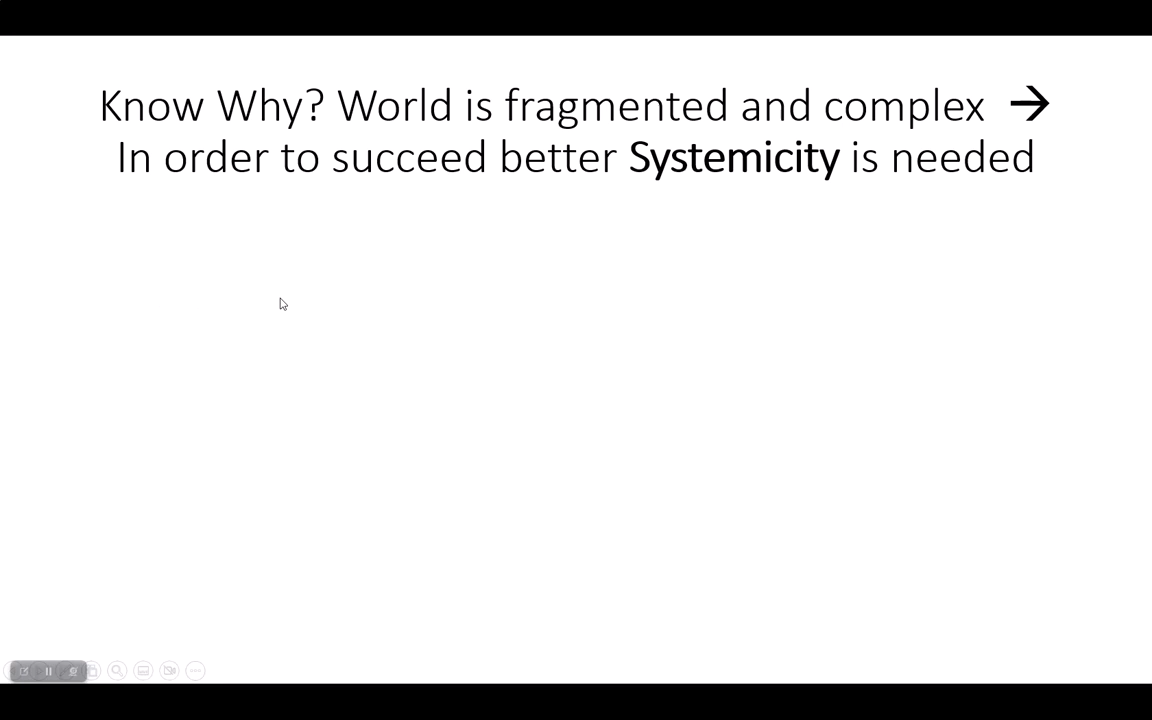 Know Why? World is fragmented and complex →
In order to succeed better Systemicity is needed